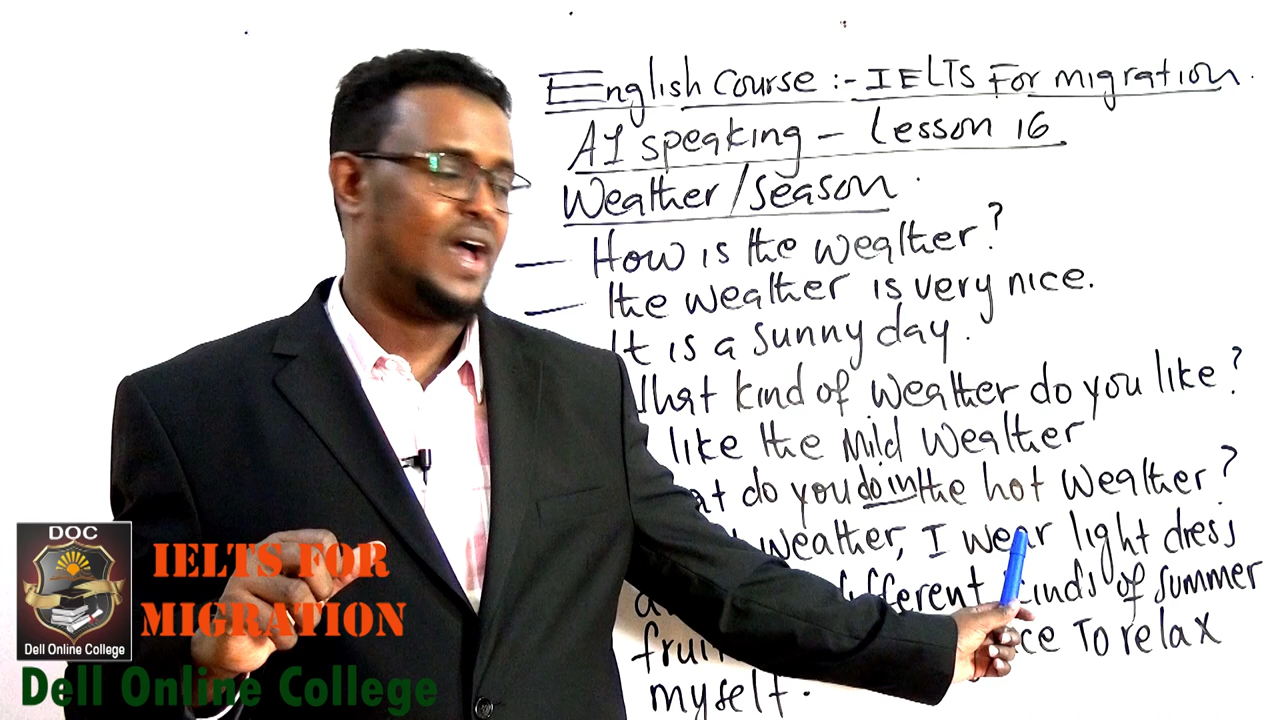 English Course :- IELTS For migration.
A1 speaking - Lesson 16
Weather/season.
- How is the weather?
- the weather is very nice.
It is a sunny day.
What kind of weather do you like?
like the mild weather
do you do in the hot weather?
weather, I wear light dress
different kinds of summer
to relax
myself.
DOC
Dell Online College
IELTS FOR
MIGRATION
Dell Online College